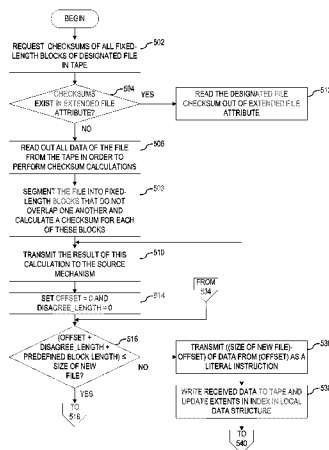 BEGIN
REQUEST CHECKSUMS OF ALL FIXED-
LENGTH BLOCKS OF DESIGNATED FILE
IN TAPE
502
CHECKSUMS
EXIST IN EXTENDED FILE
ATTRIBUTE?
504
YES
READ THE DESIGNATED FILE
CHECKSUM OUT OF EXTENDED FILE
ATTRIBUTE
NO
READ OUT ALL DATA OF THE FILE
FROM THE TAPE IN ORDER TO
PERFORM CHECKSUM CALCULATIONS
506
SEGMENT THE FILE INTO FIXED-
LENGTH BLOCKS THAT DO NOT
OVERLAP ONE ANOTHER AND
CALCULATE A CHECKSUM FOR EACH
OF THESE BLOCKS
TRANSMIT THE RESULT OF THIS
CALCULATION TO THE SOURCE
MECHANISM
510
FROM
534
SET OFFSET = 0 AND
DISAGREE_LENGTH = 0
514
(OFFSET +
DISAGREE_LENGTH +
PREDEFINED BLOCK LENGTH) ≤
SIZE OF NEW
FILE?
516
NO
TRANSMIT ((SIZE OF NEW FILE)-
OFFSET) OF DATA FROM (OFFSET) AS A
LITERAL INSTRUCTION
WRITE RECEIVED DATA TO TAPE AND
UPDATE EXTENTS IN INDEX IN LOCAL
DATA STRUCTURE
YES
TO
TO
540